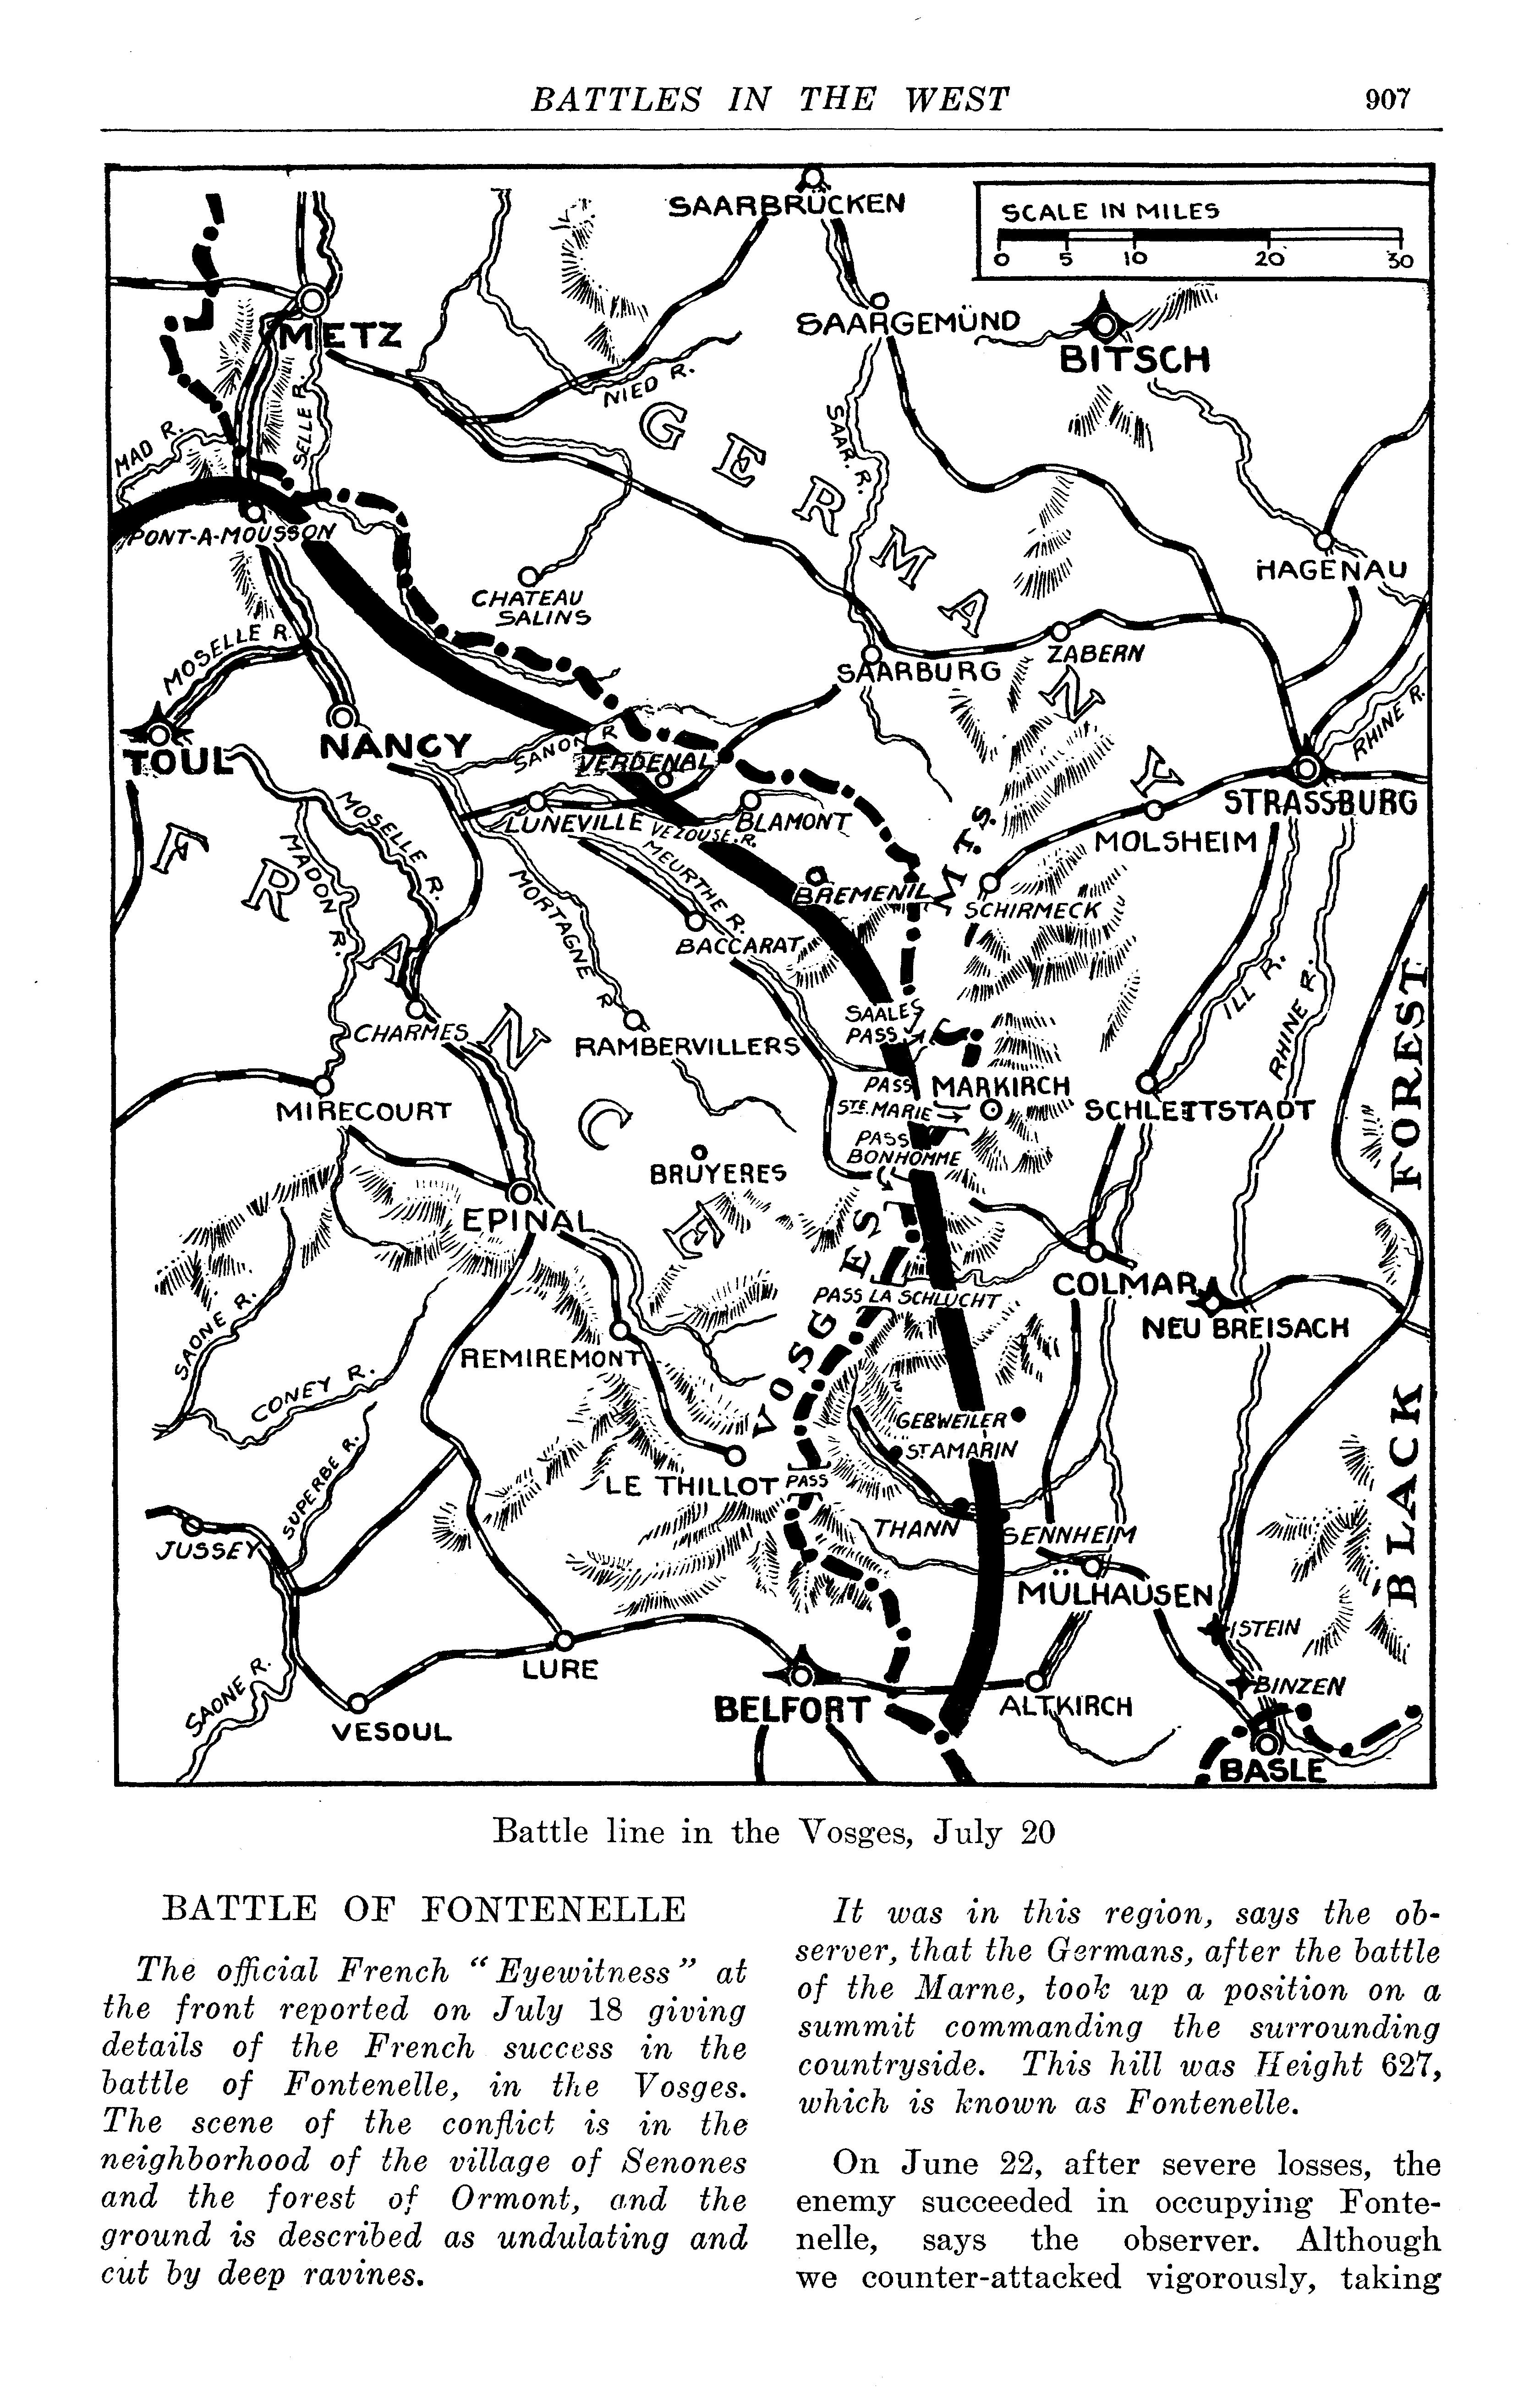 BATTLES IN THE WEST 907
SAARBRÜCKEN
SCALE IN MILES
0 5 10 20 30
SAARGEMÜND
BITSCH
METZ
NIED R.
SELLE R.
MAD R.
SAAR. R.
GERMANY
PONT-A-MOUSSON
HAGENAU
CHATEAU
SALINS
MOSELLE R.
SAARBURG
ZABERN
RHINE R.
TOUL
NANCY
SANON R
VERDENAL
STRASSBURG
LUNEVILLE
VEZOUSE. R.
BLAMONT
MOLSHEIM
MOSELLE R.
MADON R.
MEURTHE R.
MORTAGNE R
BREMENIL
SCHIRMECK
FRANCE
BACCARAT
ILL R.
RHINE R.
SAALES
PASS
CHARMES
RAMBERVILLERS
PASS
STE. MARIE
MARKIRCH
SCHLETTSTADT
MIRECOURT
PASS
BONHOMME
BRUYERES
EPINAL
VOSGES MTS.
BLACK FOREST
PASS LA SCHLUCHT
COLMAR
NEU BREISACH
SAONE R.
REMIREMONT
CONEY R.
GEBWEILER
ST AMARIN
LE THILLOT
PASS
SUPERBE R.
THANN
SENNHEIM
JUSSEY
MÜLHAUSEN
ISTEIN
LURE
SAONE R.
BINZEN
BELFORT
ALTKIRCH
VESOUL
BASLE
Battle line in the Vosges, July 20
BATTLE OF FONTENELLE
The official French "Eyewitness" at
the front reported on July 18 giving
details of the French success in the
battle of Fontenelle, in the Vosges.
The scene of the conflict is in the
neighborhood of the village of Senones
and the forest of Ormont, and the
ground is described as undulating and
cut by deep ravines.
It was in this region, says the ob-
server, that the Germans, after the battle
of the Marne, took up a position on a
summit commanding the surrounding
countryside. This hill was Height 627,
which is known as Fontenelle.
On June 22, after severe losses, the
enemy succeeded in occupying Fonte-
nelle, says the observer. Although
we counter-attacked vigorously, taking